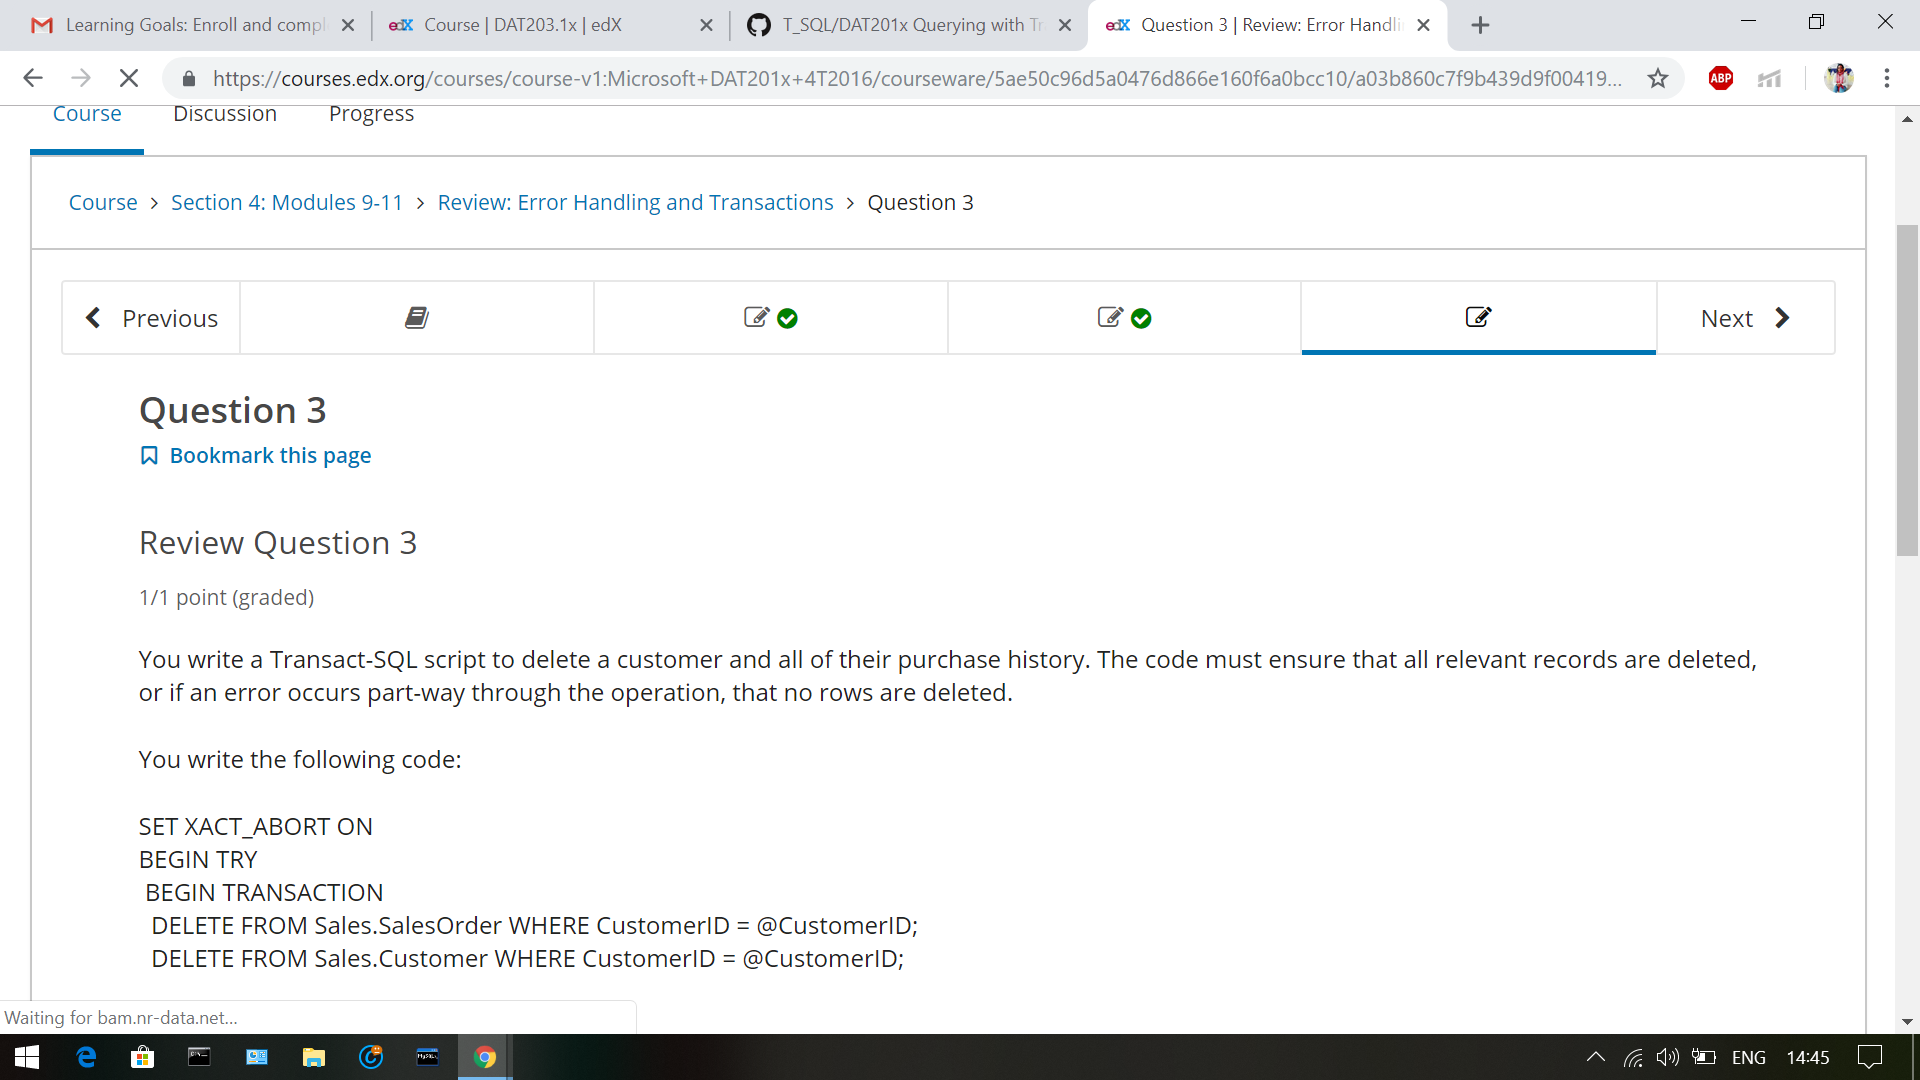 Learning Goals: Enroll and compl
edX Course | DAT203.1x | edX
T_SQL/DAT201x Querying with Tr
edX Question 3 | Review: Error Handli
https://courses.edx.org/courses/course-v1:Microsoft+DAT201x+4T2016/courseware/5ae50c96d5a0476d866e160f6a0bcc10/a03b860c7f9b439d9f00419...
ABP
Course Discussion Progress
Course > Section 4: Modules 9-11 > Review: Error Handling and Transactions > Question 3
Previous
Next
Question 3
Bookmark this page
Review Question 3
1/1 point (graded)
You write a Transact-SQL script to delete a customer and all of their purchase history. The code must ensure that all relevant records are deleted,
or if an error occurs part-way through the operation, that no rows are deleted.
You write the following code:
SET XACT_ABORT ON
BEGIN TRY
BEGIN TRANSACTION
DELETE FROM Sales.SalesOrder WHERE CustomerID = @CustomerID;
DELETE FROM Sales.Customer WHERE CustomerID = @CustomerID;
Waiting for bam.nr-data.net...
ENG 14:45